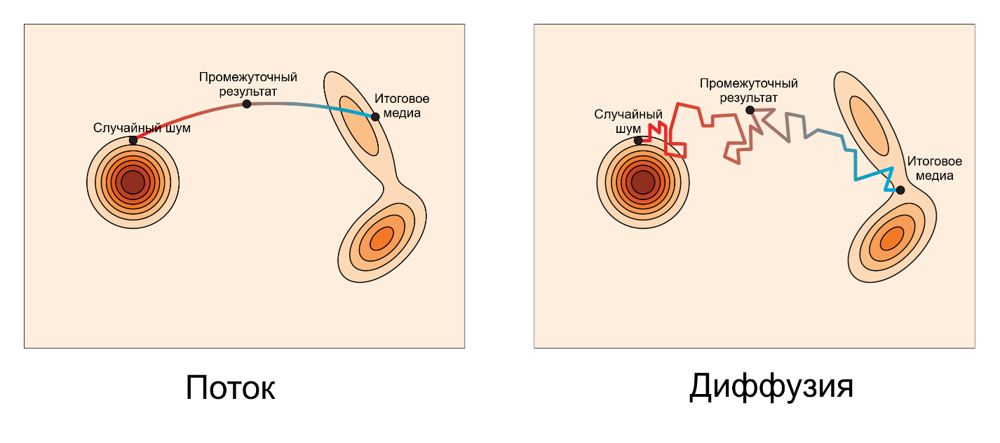 Промежуточный
результат
Итоговое
медиа
Случайный шум
Поток
Промежуточный
результат
Случайный
шум
Итоговое
медиа
Диффузия